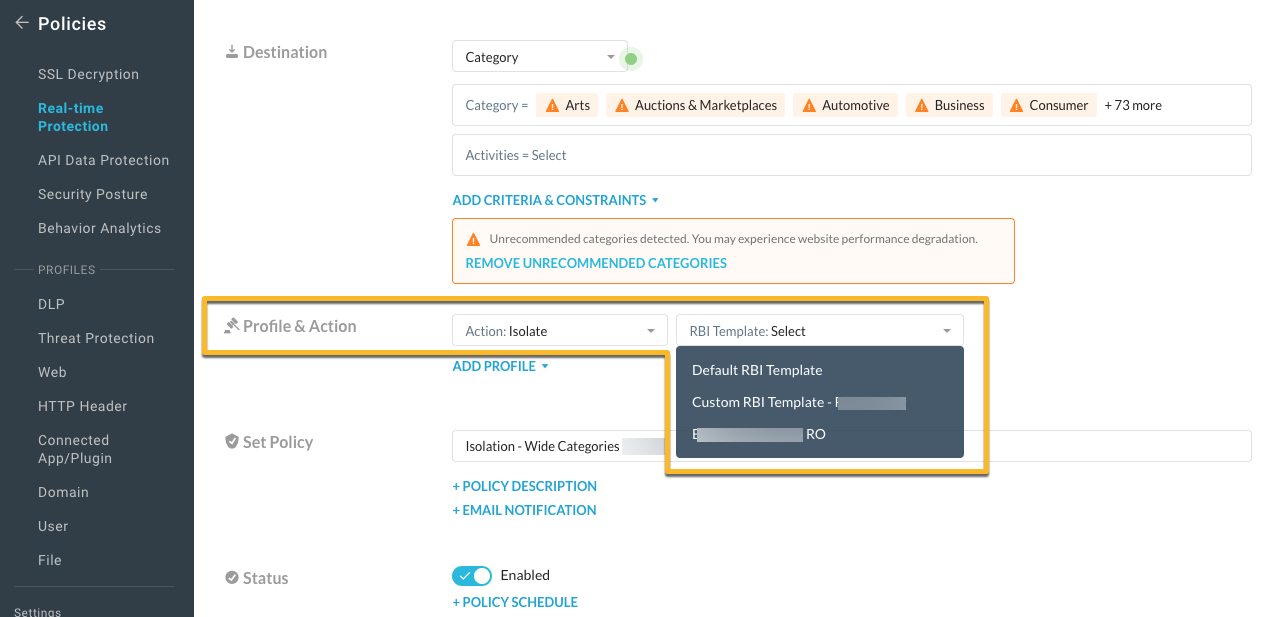 Policies
SSL Decryption
Real-time
Protection
API Data Protection
Security Posture
Behavior Analytics
PROFILES
DLP
Threat Protection
Web
HTTP Header
Connected
App/Plugin
Domain
User
File
Settings
Destination
Category
Category = Arts Auctions & Marketplaces Automotive Business Consumer + 73 more
Activities = Select
ADD CRITERIA & CONSTRAINTS
Unrecommended categories detected. You may experience website performance degradation.
REMOVE UNRECOMMENDED CATEGORIES
Profile & Action
Action: Isolate
RBI Template: Select
Default RBI Template
Custom RBI Template -
RO
ADD PROFILE
Set Policy
Isolation - Wide Categories
+ POLICY DESCRIPTION
+ EMAIL NOTIFICATION
Status
Enabled
+ POLICY SCHEDULE